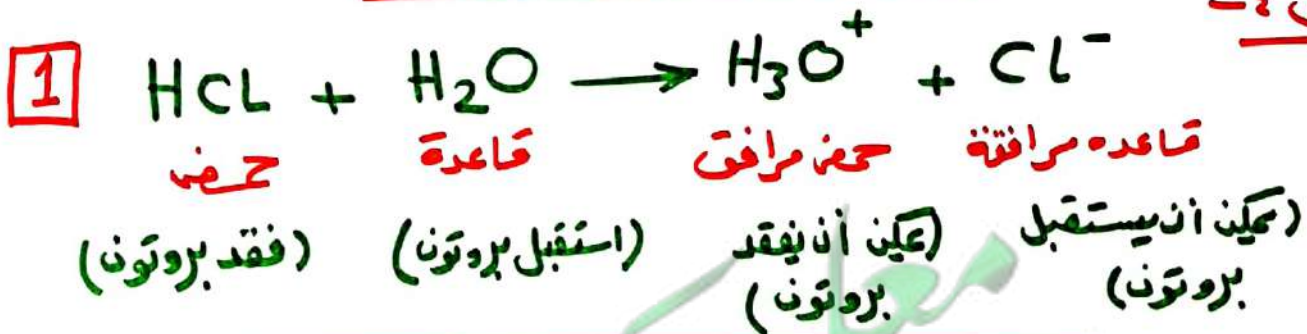 1 HCL + H₂O ⟶ H₃O⁺ + Cl⁻
حمض قاعدة حمض مرافق قاعده مرافقة
(فقد بروتون) (استقبل بروتون) (يمكن أن يفقد بروتون) (يمكن أن يستقبل بروتون)